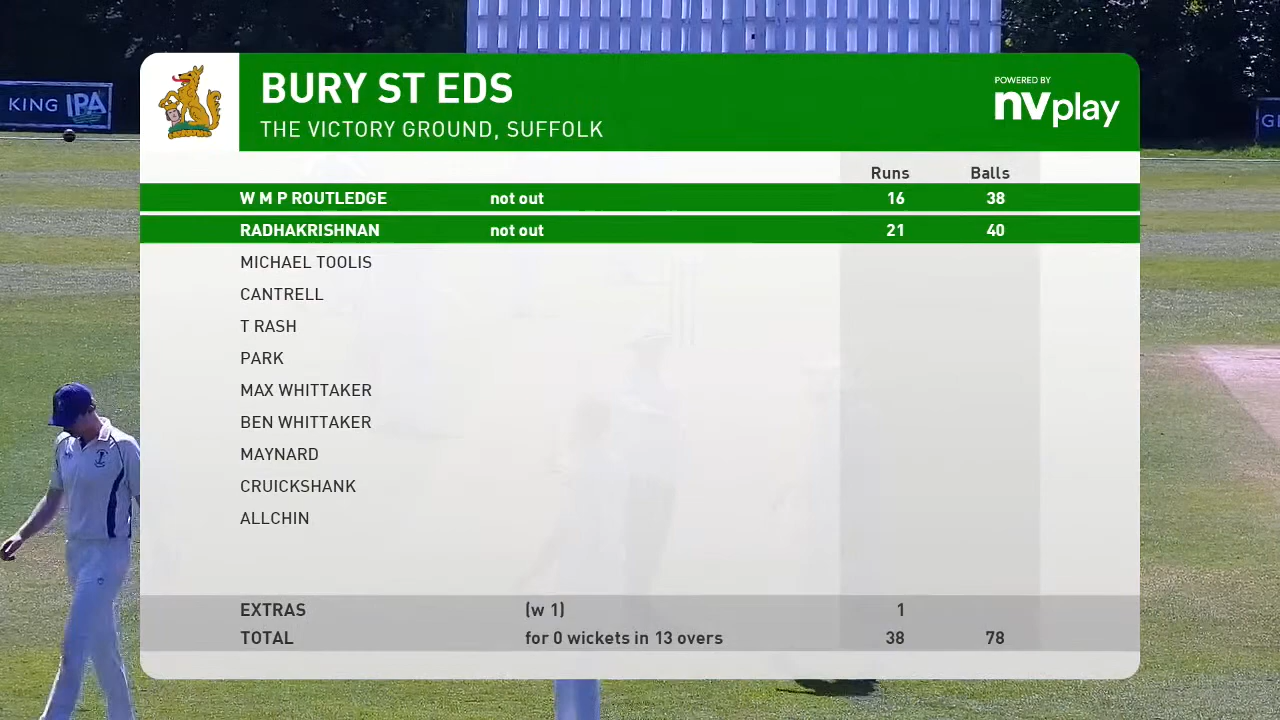 KING IPA
BURY ST EDS
THE VICTORY GROUND, SUFFOLK
POWERED BY
nvplay
Runs Balls
W M P ROUTLEDGE not out 16 38
RADHAKRISHNAN not out 21 40
MICHAEL TOOLIS
CANTRELL
T RASH
PARK
MAX WHITTAKER
BEN WHITTAKER
MAYNARD
CRUICKSHANK
ALLCHIN
EXTRAS (w 1) 1
TOTAL for 0 wickets in 13 overs 38 78